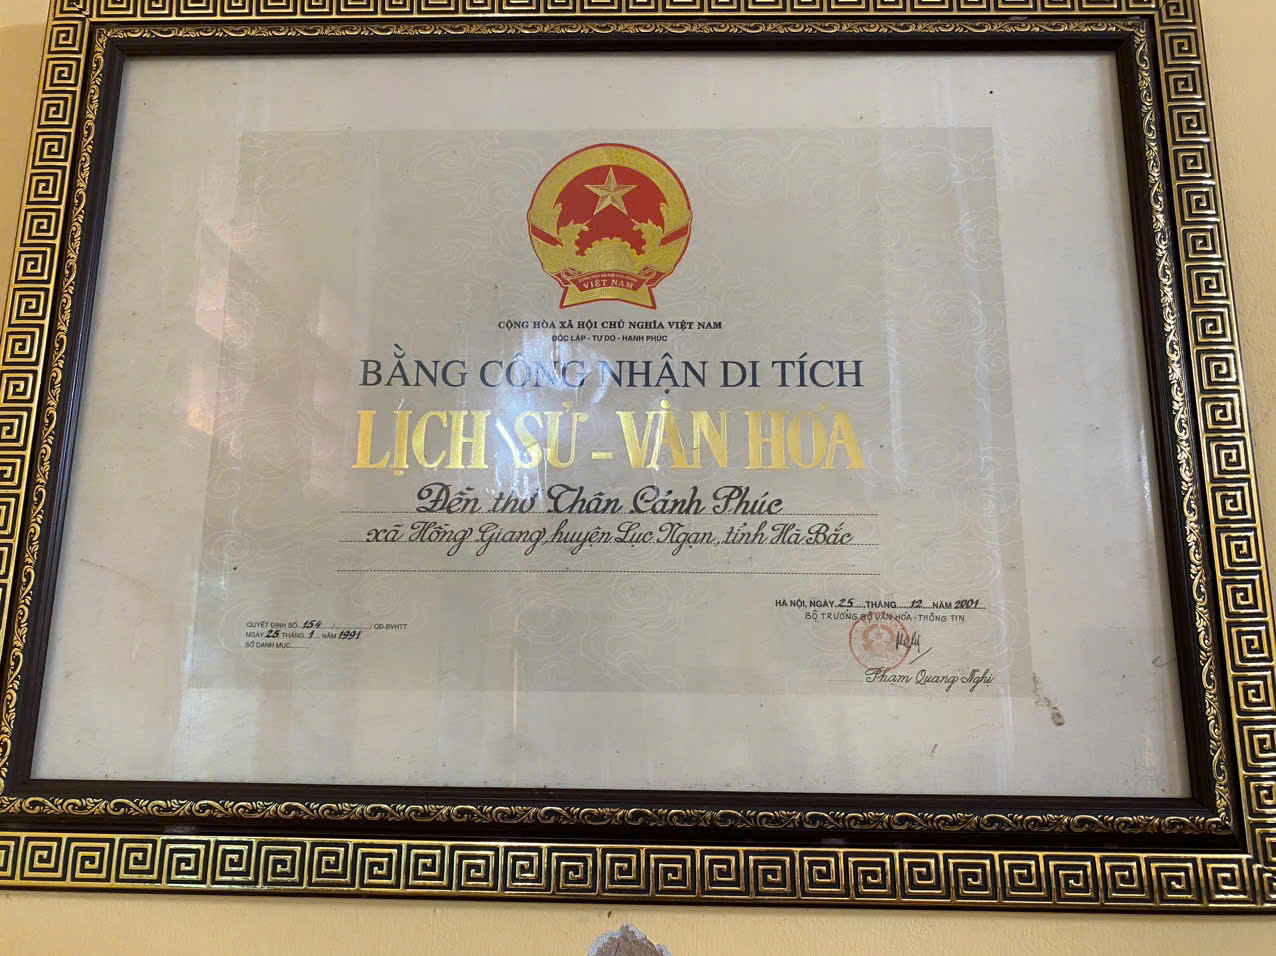 VIỆT NAM
CỘNG HÒA XÃ HỘI CHỦ NGHĨA VIỆT NAM
ĐỘC LẬP - TỰ DO - HẠNH PHÚC
BẰNG CÔNG NHẬN DI TÍCH
LỊCH SỬ - VĂN HÓA
Đền thờ Thân Cảnh Phúc
xã Hồng Giang, huyện Lục Ngạn, tỉnh Hà Bắc
QUYẾT ĐỊNH SỐ: 154 / QĐ-BVHTT
NGÀY 25 THÁNG 1 NĂM 1991
SỐ DANH MỤC
HÀ NỘI, NGÀY 25 THÁNG 12 NĂM 2001
BỘ TRƯỞNG BỘ VĂN HÓA - THÔNG TIN
Phạm Quang Nghị